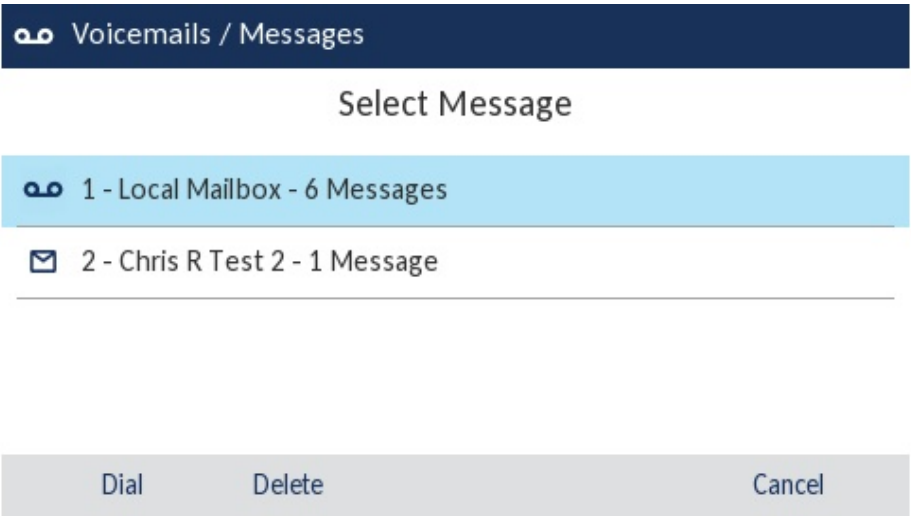 Voicemails / Messages
Select Message
1 - Local Mailbox - 6 Messages
2 - Chris R Test 2 - 1 Message
Dial Delete Cancel